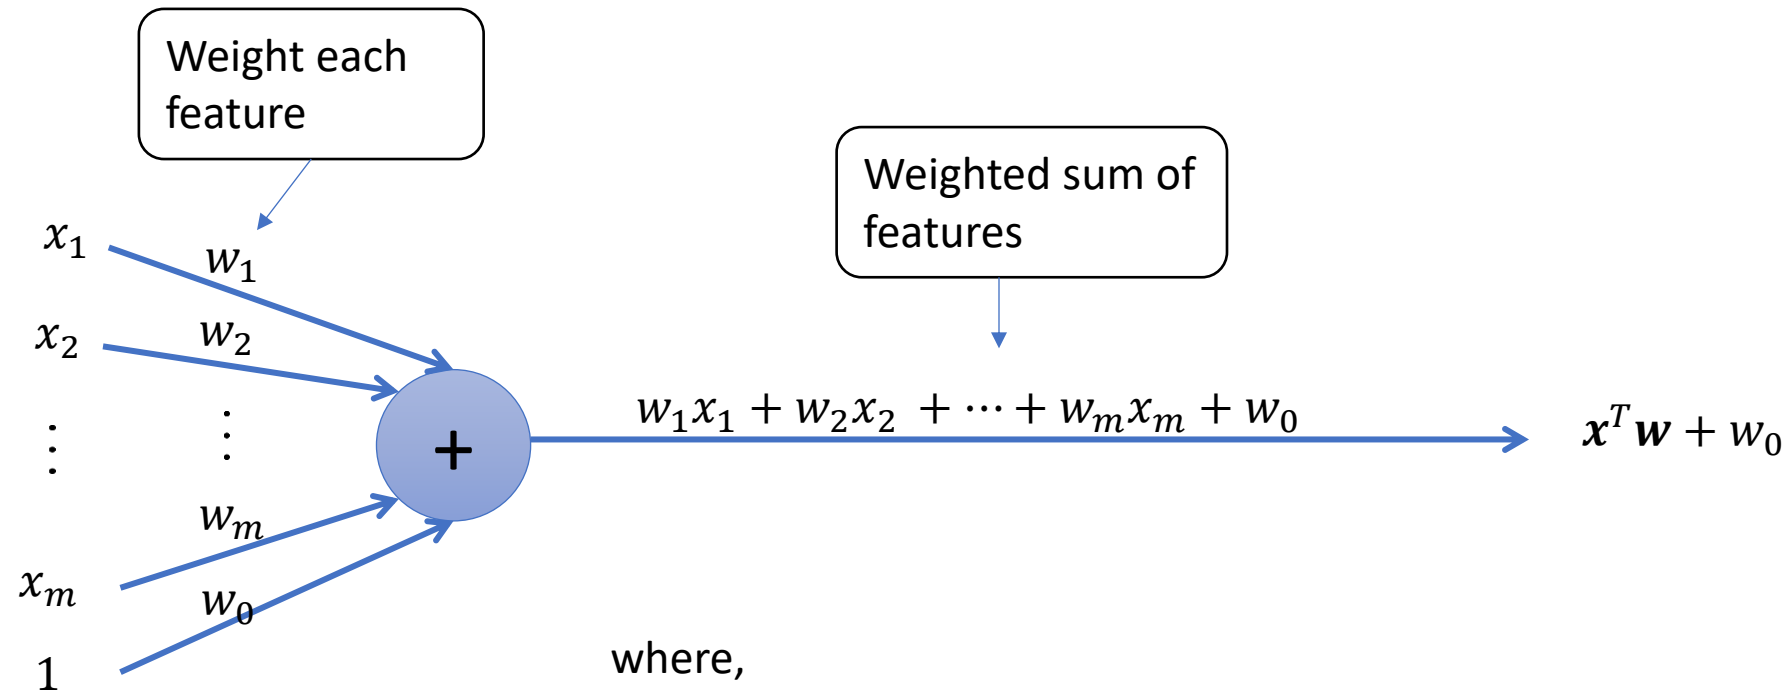 Weight each
feature
Weighted sum of
features
x₁
w₁
x₂
w₂
⋮ ⋮
+
w₁x₁ + w₂x₂ + ⋯ + wₘxₘ + w₀
𝒙ᵀ𝒘 + w₀
wₘ
xₘ
w₀
1
where,